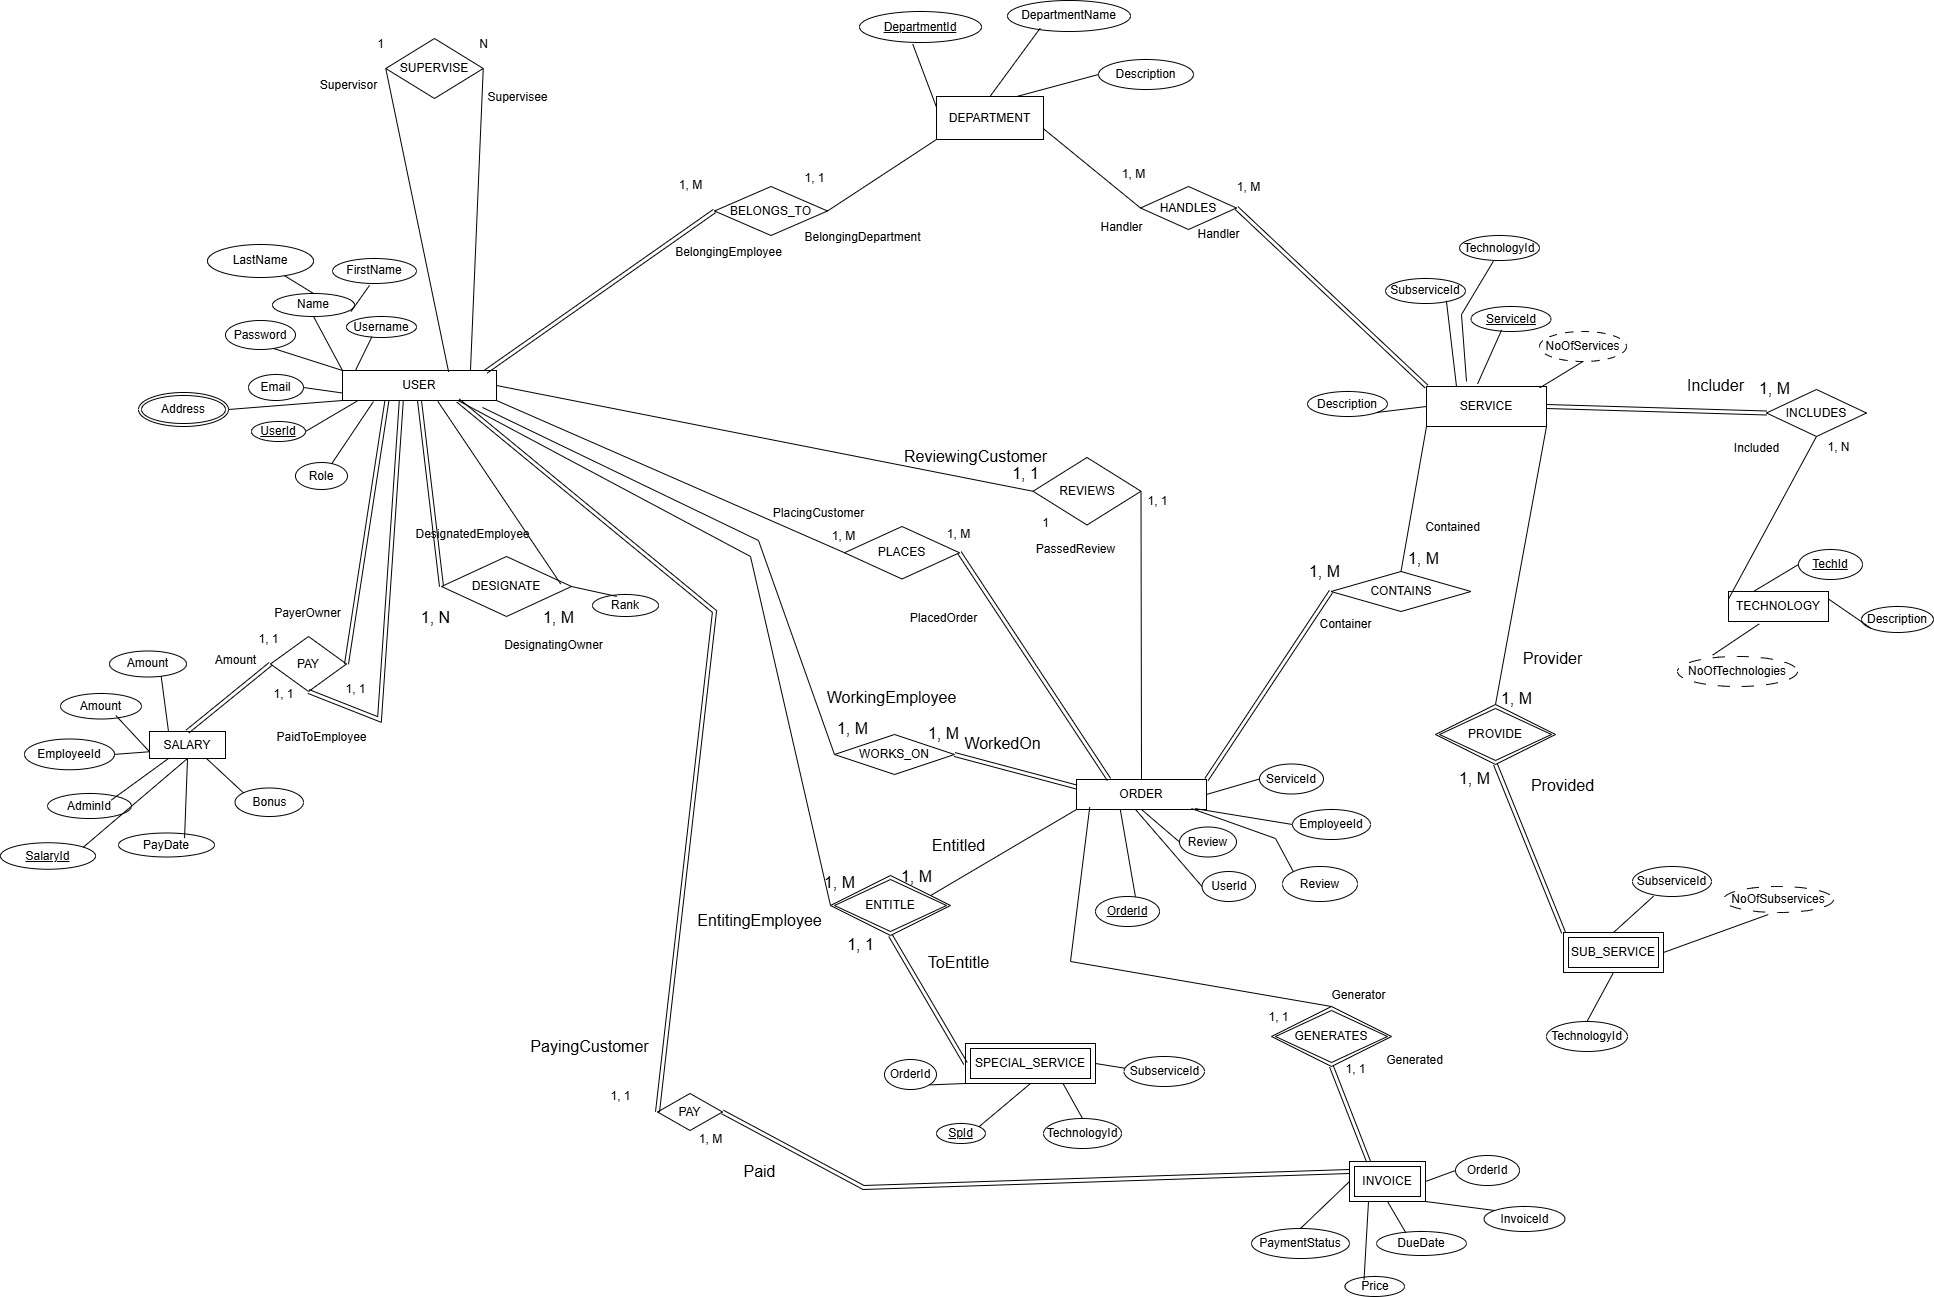 DepartmentId
DepartmentName
Description
DEPARTMENT
1
N
SUPERVISE
Supervisor
Supervisee
1, M
1, 1
BELONGS_TO
BelongingEmployee
BelongingDepartment
1, M
1, M
HANDLES
Handler
Handler
LastName
FirstName
Name
Password
Username
Email
USER
Address
UserId
Role
TechnologyId
SubserviceId
ServiceId
NoOfServices
Description
SERVICE
Includer
1, M
INCLUDES
Included
1, N
ReviewingCustomer
1, 1
REVIEWS
1, 1
1
PassedReview
PlacingCustomer
1, M
1, M
PLACES
PlacedOrder
Contained
1, M
1, M
CONTAINS
Container
TechId
TECHNOLOGY
Description
NoOfTechnologies
DesignatedEmployee
DESIGNATE
Rank
1, N
1, M
DesignatingOwner
PayerOwner
1, 1
Amount
PAY
1, 1
1, 1
PaidToEmployee
Amount
Amount
SALARY
EmployeeId
AdminId
Bonus
SalaryId
PayDate
Provider
1, M
PROVIDE
1, M
Provided
WorkingEmployee
1, M
1, M
WORKS_ON
WorkedOn
ORDER
ServiceId
EmployeeId
Review
Review
UserId
OrderId
Entitled
1, M
1, M
ENTITLE
EntitingEmployee
1, 1
ToEntitle
SubserviceId
NoOfSubservices
SUB_SERVICE
TechnologyId
Generator
1, 1
GENERATES
Generated
1, 1
PayingCustomer
SPECIAL_SERVICE
OrderId
SubserviceId
SpId
TechnologyId
1, 1
PAY
1, M
Paid
INVOICE
OrderId
InvoiceId
PaymentStatus
DueDate
Price